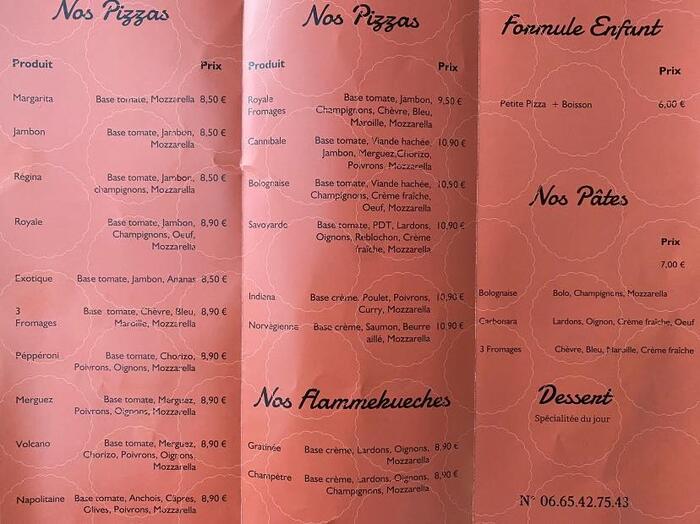 Nos Pizzas
Produit Prix
Margarita Base tomate, Mozzarella 8,50 €
Jambon Base tomate, Jambon, 8,50 €
Mozzarella
Régina Base tomate, Jambon, 8,50 €
champignons, Mozzarella
Royale Base tomate, Jambon, 8,90 €
Champignons, Oeuf,
Mozzarella
Exotique Base tomate, Jambon, Ananas 8,50 €
3 Base tomate, Chèvre, Bleu, 8,90 €
Fromages Maroille, Mozzarella
Péppéroni Base tomate, Chorizo, 8,90 €
Poivrons, Oignons, Mozzarella
Merguez Base tomate, Merguez, 8,90 €
Poivrons, Oignons, Mozzarella
Volcano Base tomate, Merguez, 8,90 €
Chorizo, Poivrons, Oignons,
Mozzarella
Napolitaine Base tomate, Anchois, Câpres, 8,90 €
Olives, Poivrons, Mozzarella
Nos Pizzas
Produit Prix
Royale Base tomate, Jambon, 9,50 €
Fromages Champignons, Chèvre, Bleu,
Maroille, Mozzarella
Cannibale Base tomate, Viande hachée, 10,90 €
Jambon, Merguez,Chorizo,
Poivrons, Mozzarella
Bolognaise Base tomate, Viande hachée, 10,50 €
Champignons, Crème fraîche,
Oeuf, Mozzarella
Savoyarde Base tomate, PDT, Lardons, 10,90 €
Oignons, Reblochon, Crème
fraîche, Mozzarella
Indiana Base crème, Poulet, Poivrons, 10,90 €
Curry, Mozzarella
Norvégienne Base crème, Saumon, Beurre 10,90 €
aillé, Mozzarella
Nos Flammekueches
Gratinée Base crème, Lardons, Oignons, 8,90 €
Mozzarella
Champêtre Base crème, Lardons, Oignons, 8,90 €
Champignons, Mozzarella
Formule Enfant
Prix
Petite Pizza + Boisson 6,00 €
Nos Pâtes
Prix
7,00 €
Bolognaise Bolo, Champignons, Mozzarella
Carbonara Lardons, Oignon, Crème fraîche, Oeuf
3 Fromages Chèvre, Bleu, Maroille, Crème fraîche
Dessert
Spécialitée du jour
N° 06.65.42.75.43